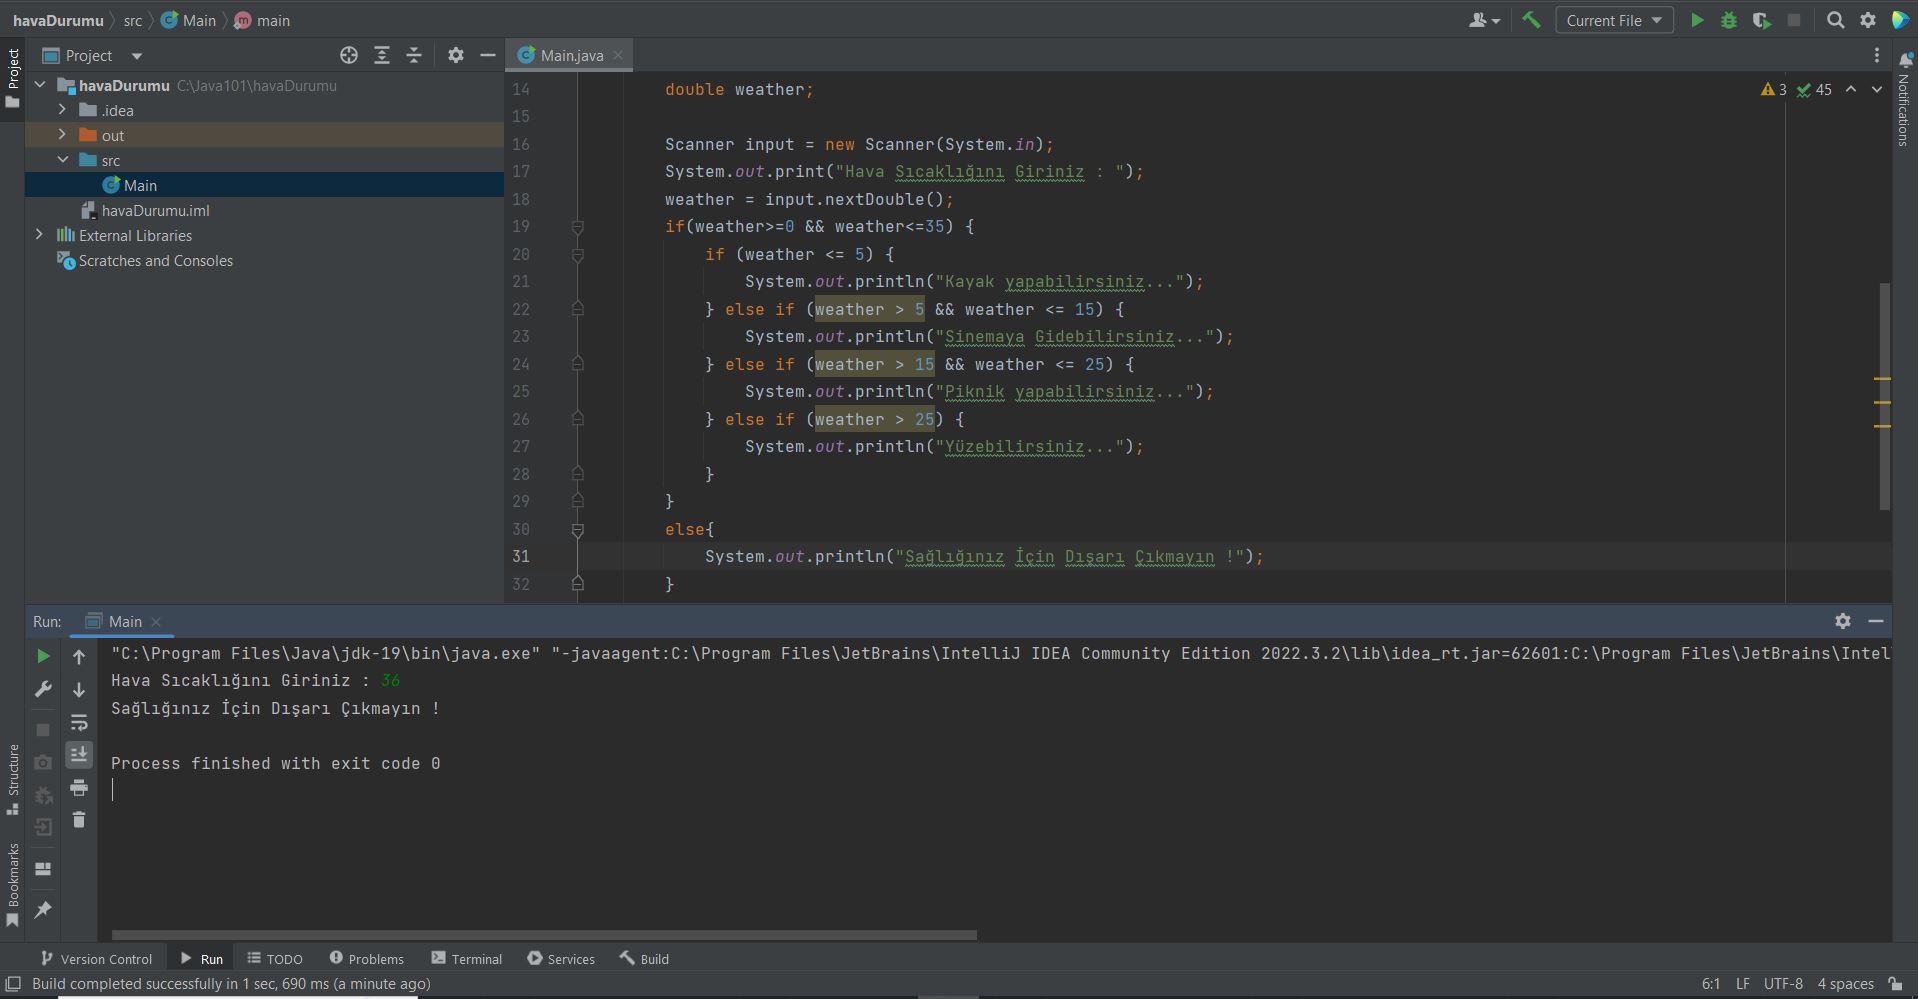 havaDurumu src Main main Current File
Project Main.java
Project
havaDurumu C:\Java101\havaDurumu
.idea
out
src
Main
havaDurumu.iml
External Libraries
Scratches and Consoles
3 45
14 double weather;
15
16 Scanner input = new Scanner(System.in);
17 System.out.print("Hava Sıcaklığını Giriniz : ");
18 weather = input.nextDouble();
19 if(weather>=0 && weather<=35) {
20 if (weather <= 5) {
21 System.out.println("Kayak yapabilirsiniz...");
22 } else if (weather > 5 && weather <= 15) {
23 System.out.println("Sinemaya Gidebilirsiniz...");
24 } else if (weather > 15 && weather <= 25) {
25 System.out.println("Piknik yapabilirsiniz...");
26 } else if (weather > 25) {
27 System.out.println("Yüzebilirsiniz...");
28 }
29 }
30 else{
31 System.out.println("Sağlığınız İçin Dışarı Çıkmayın !");
32 }
Notifications
Run: Main
"C:\Program Files\Java\jdk-19\bin\java.exe" "-javaagent:C:\Program Files\JetBrains\IntelliJ IDEA Community Edition 2022.3.2\lib\idea_rt.jar=62601:C:\Program Files\JetBrains\Intel
Hava Sıcaklığını Giriniz : 36
Sağlığınız İçin Dışarı Çıkmayın !
Process finished with exit code 0
Structure
Bookmarks
Version Control Run TODO Problems Terminal Services Build
Build completed successfully in 1 sec, 690 ms (a minute ago) 6:1 LF UTF-8 4 spaces